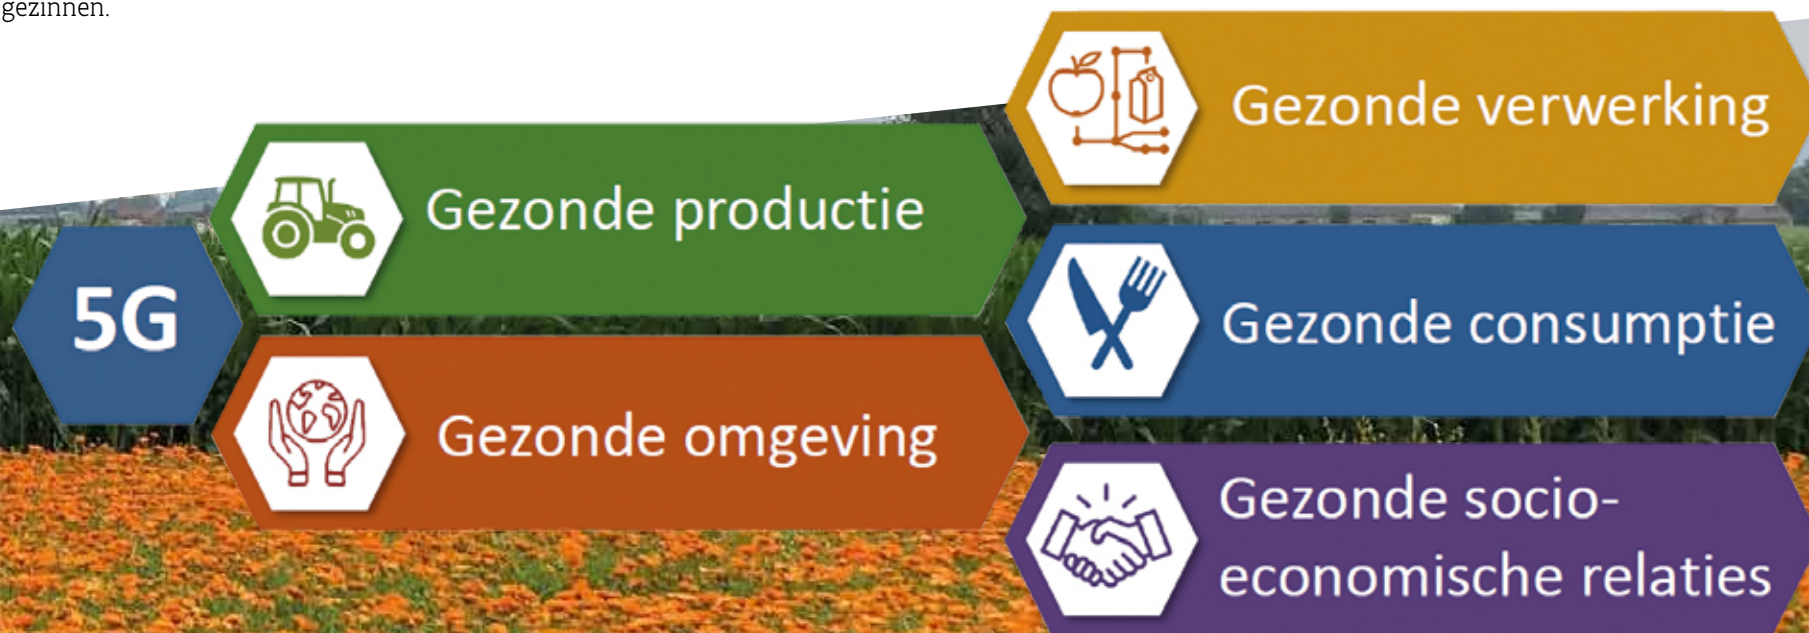 gezinnen.
5G
Gezonde productie
Gezonde omgeving
Gezonde verwerking
Gezonde consumptie
Gezonde socio-
economische relaties